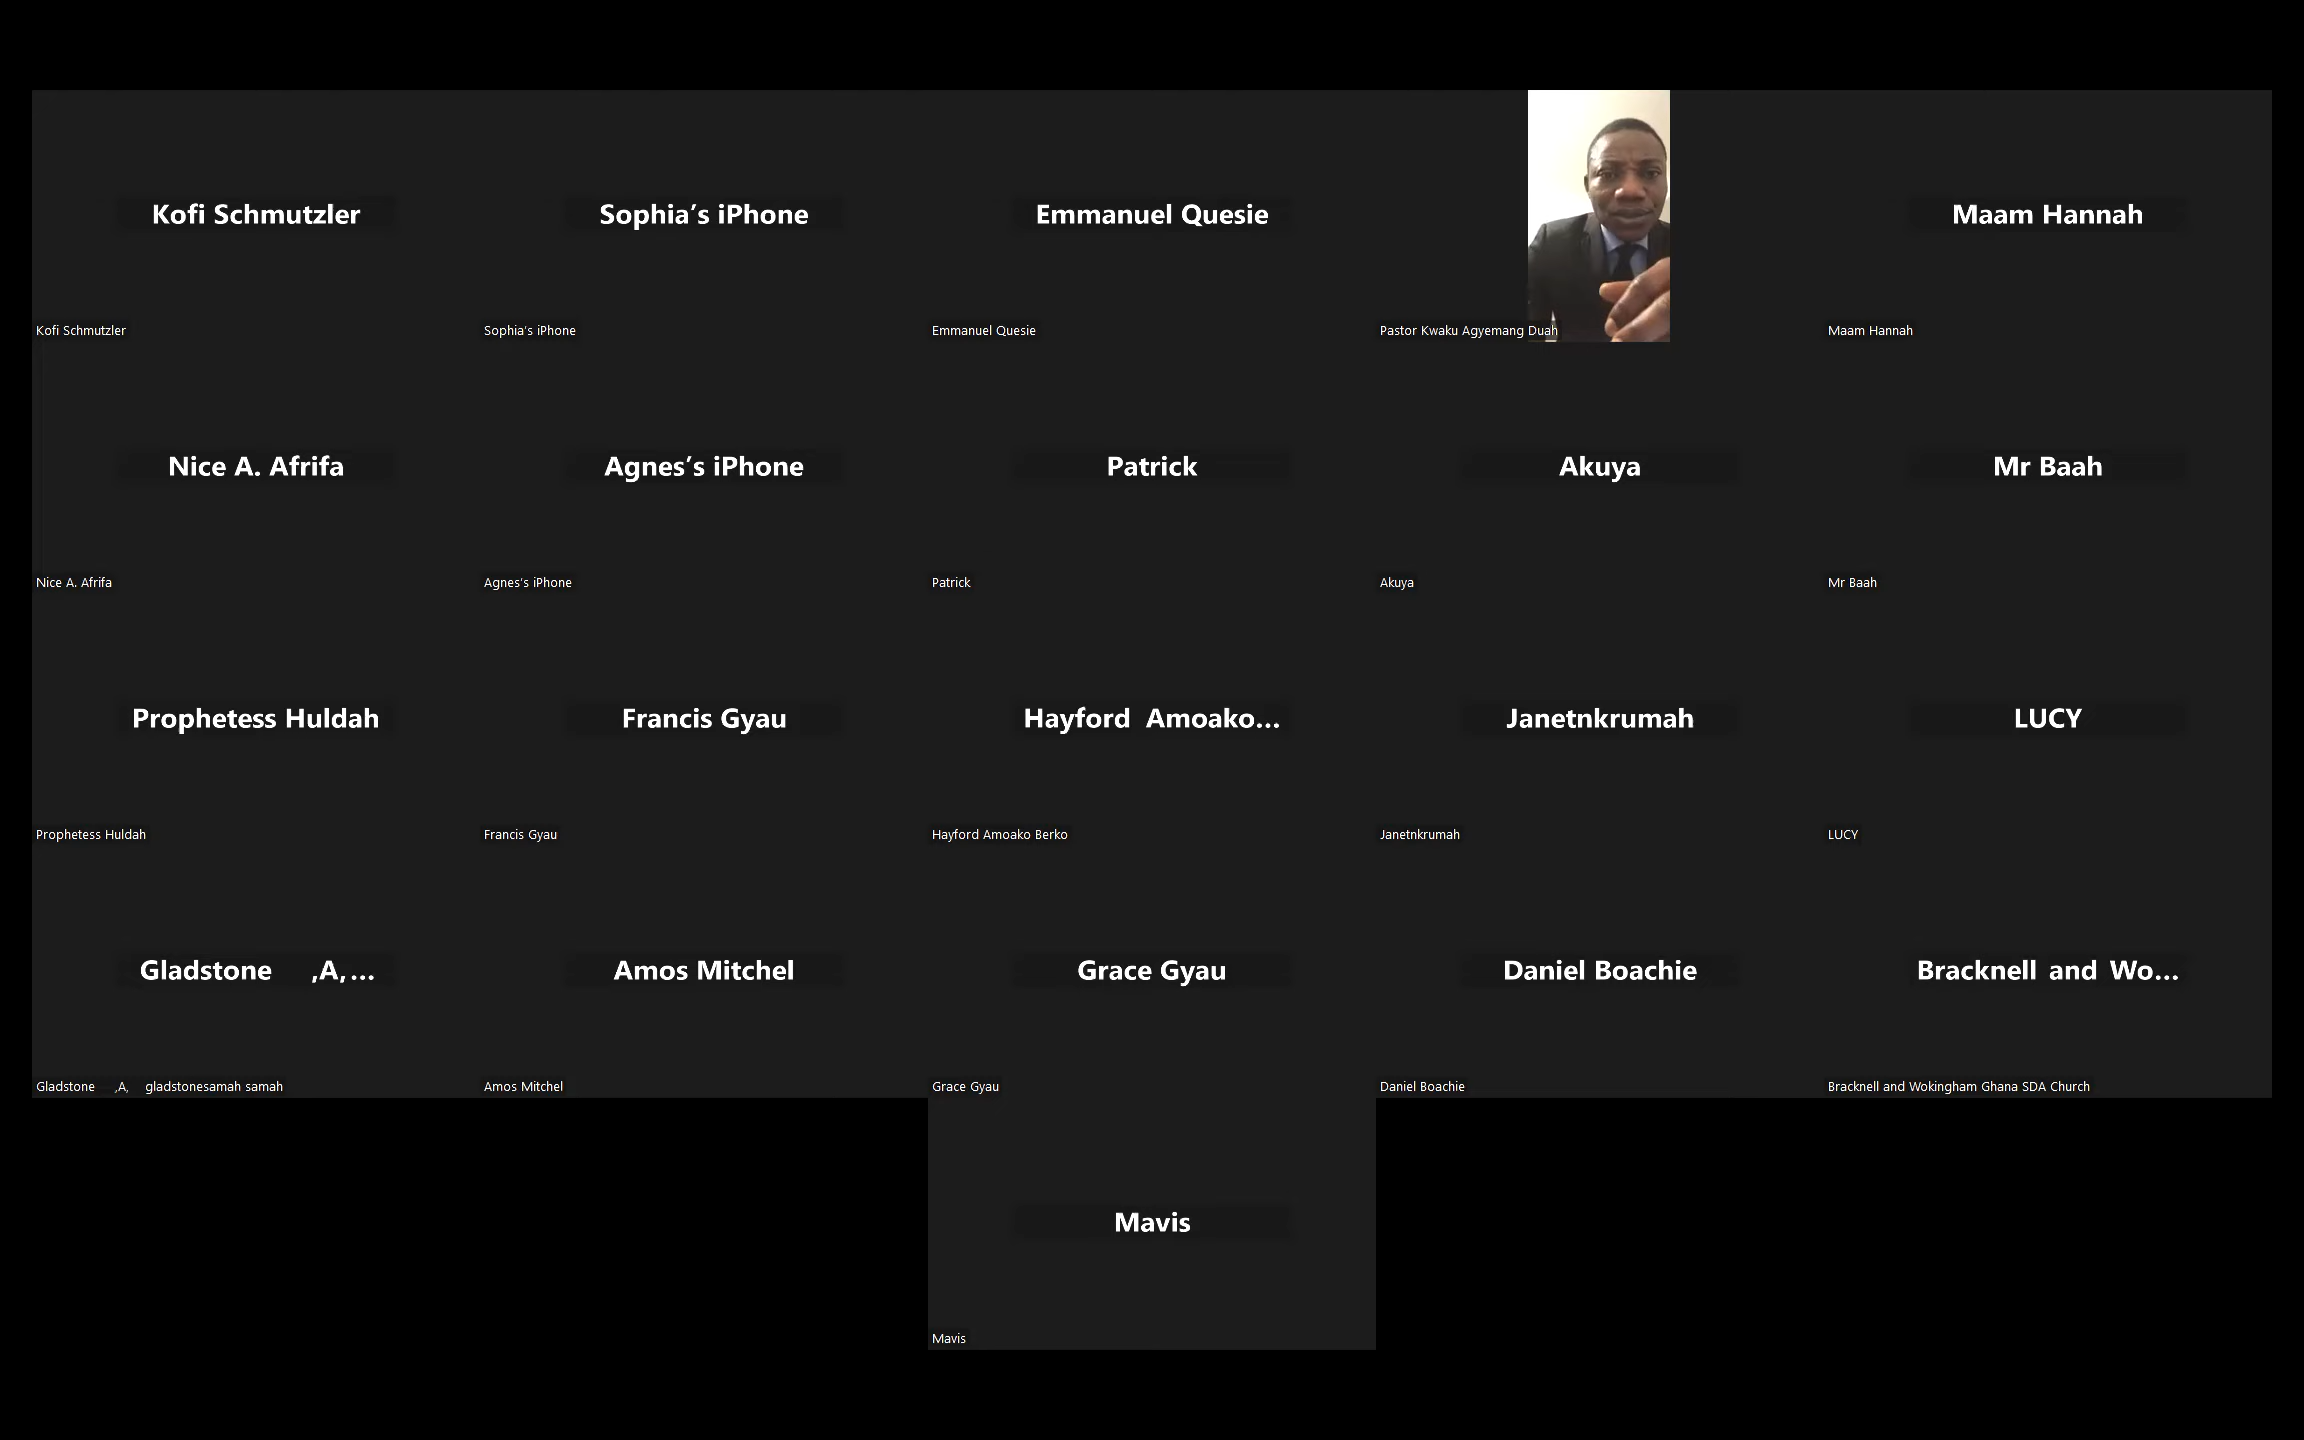 Kofi Schmutzler
Sophia's iPhone
Emmanuel Quesie
Maam Hannah
Kofi Schmutzler
Sophia's iPhone
Emmanuel Quesie
Pastor Kwaku Agyemang Duah
Maam Hannah
Nice A. Afrifa
Agnes's iPhone
Patrick
Akuya
Mr Baah
Nice A. Afrifa
Agnes's iPhone
Patrick
Akuya
Mr Baah
Prophetess Huldah
Francis Gyau
Hayford Amoako...
Janetnkrumah
LUCY
Prophetess Huldah
Francis Gyau
Hayford Amoako Berko
Janetnkrumah
LUCY
Gladstone ,A,...
Amos Mitchel
Grace Gyau
Daniel Boachie
Bracknell and Wo...
Gladstone ,A, gladstonesamah samah
Amos Mitchel
Grace Gyau
Daniel Boachie
Bracknell and Wokingham Ghana SDA Church
Mavis
Mavis